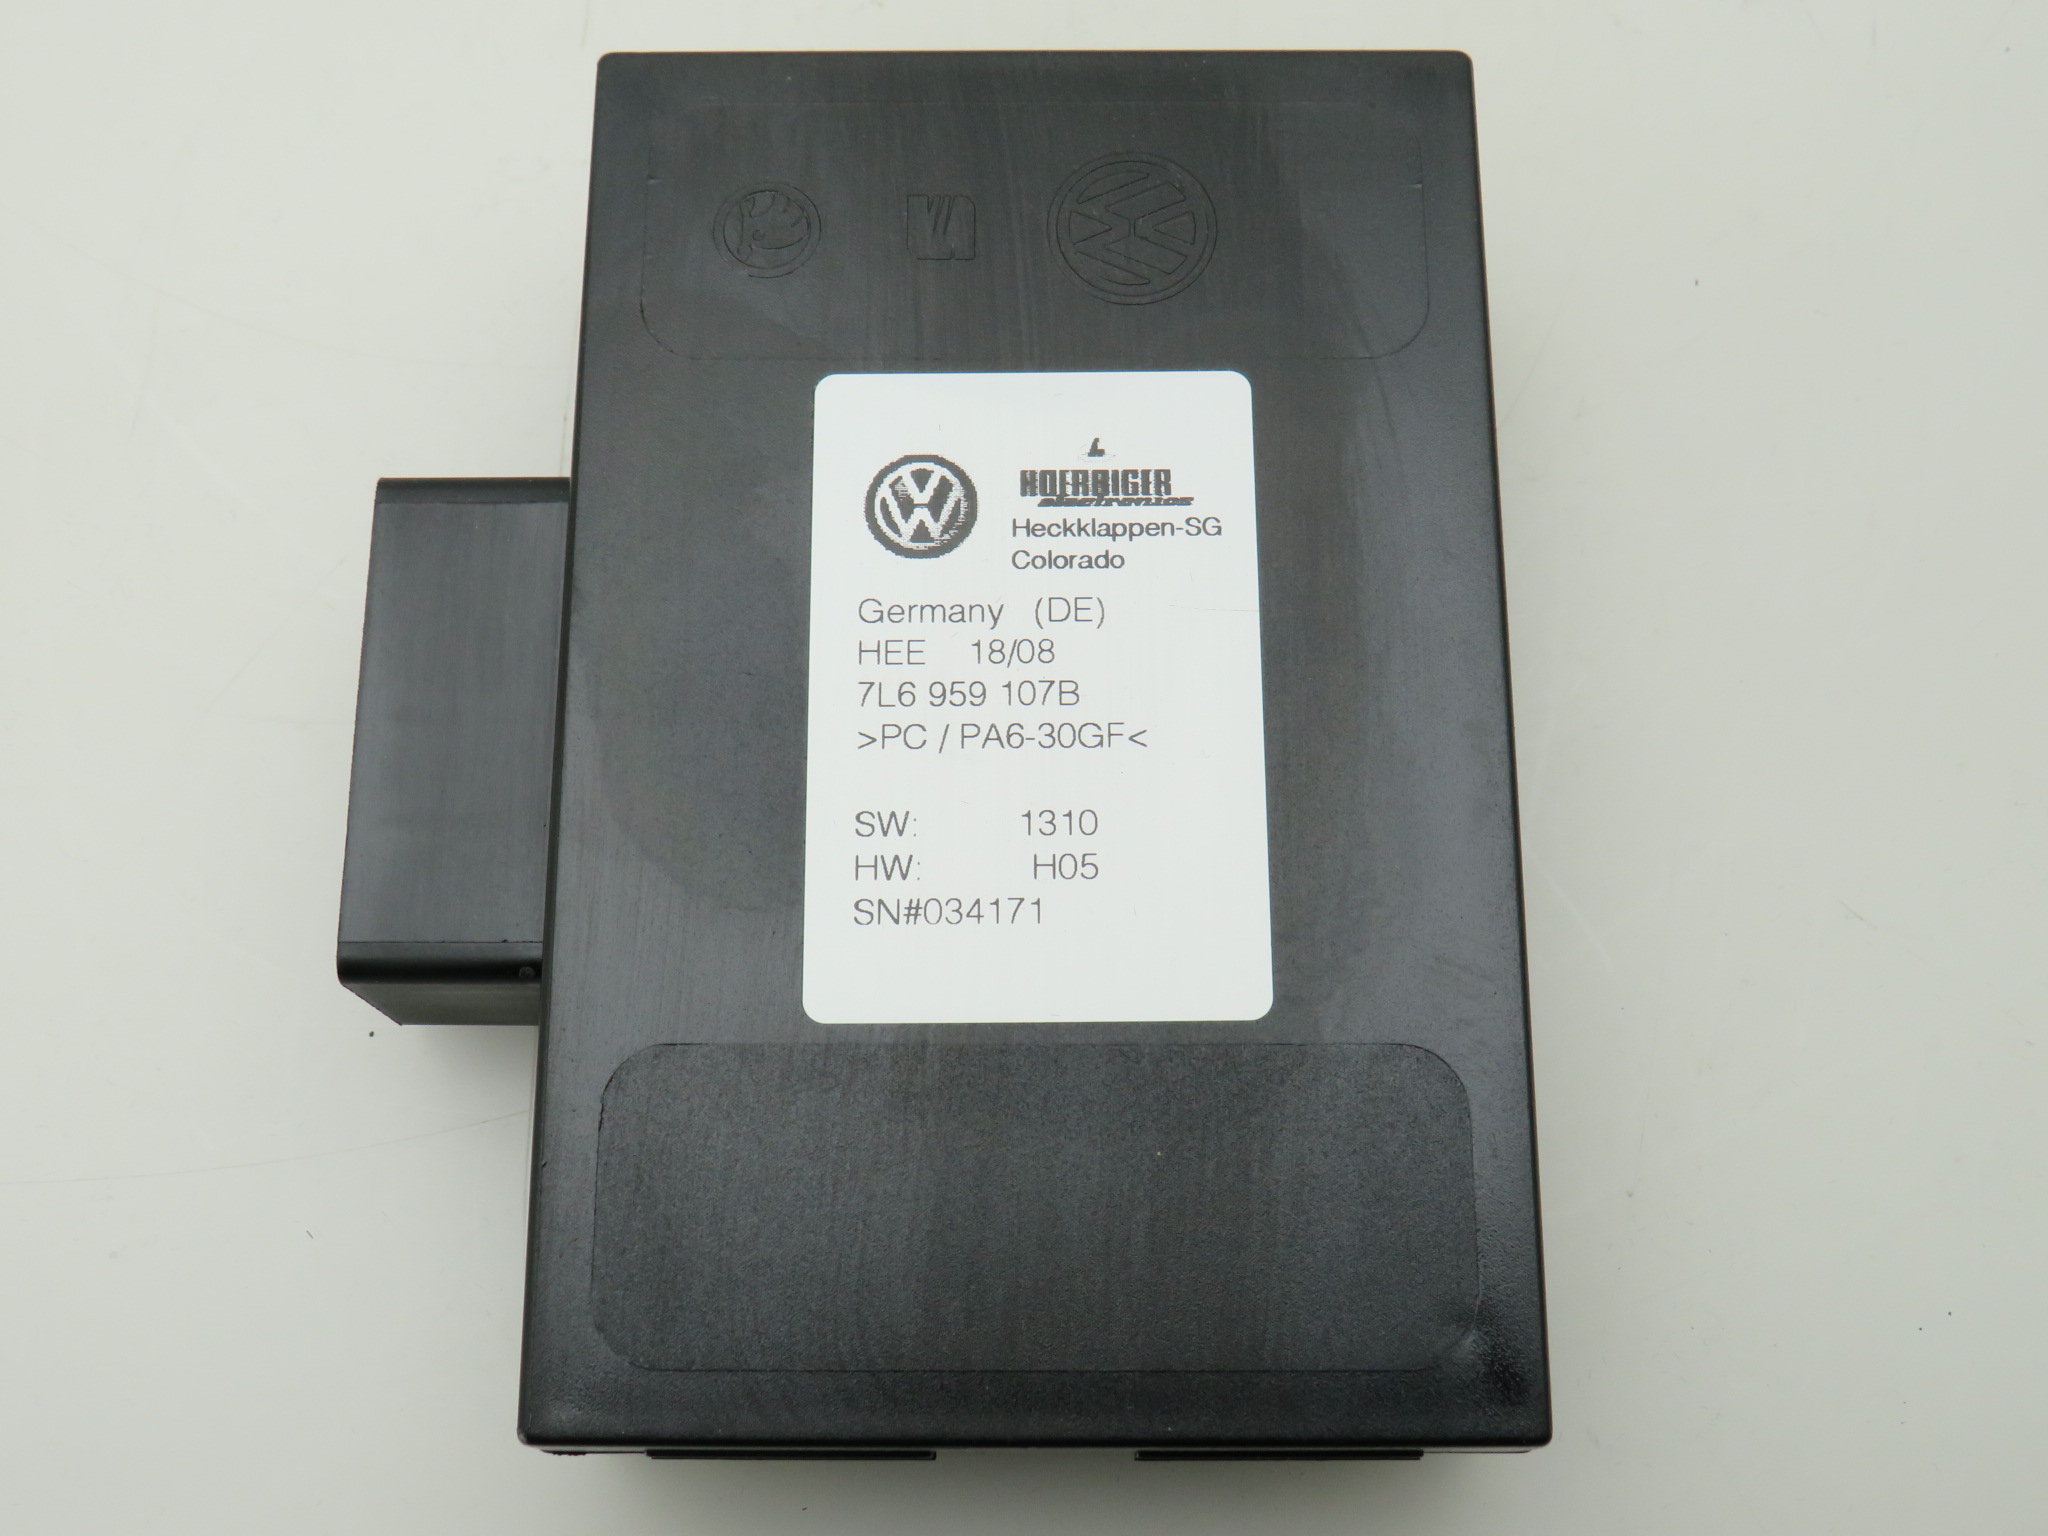 HOERBIGER
electronics
Heckklappen-SG
Colorado
Germany (DE)
HEE 18/08
7L6 959 107B
>PC / PA6-30GF<
SW: 1310
HW: H05
SN#034171